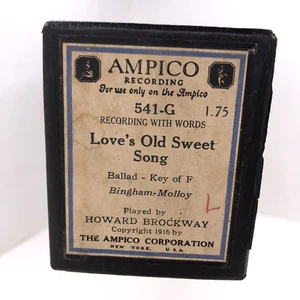 AMPICO
RECORDING
For use only on the Ampico
541-G 1.75
RECORDING WITH WORDS
Love's Old Sweet
Song
Ballad - Key of F
Bingham-Molloy
L
Played by
HOWARD BROCKWAY
Copyright 1916 by
THE AMPICO CORPORATION
NEW YORK, U.S.A.